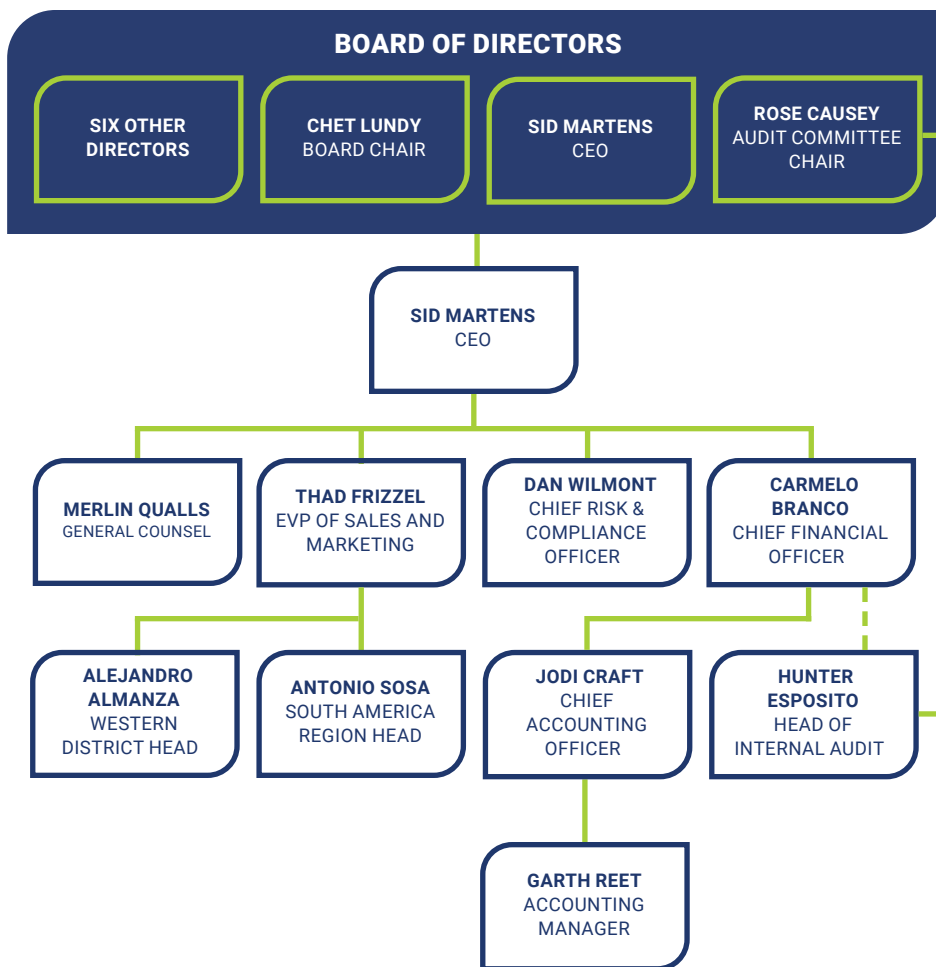 BOARD OF DIRECTORS
SIX OTHER
DIRECTORS
CHET LUNDY
BOARD CHAIR
SID MARTENS
CEO
ROSE CAUSEY
AUDIT COMMITTEE
CHAIR
SID MARTENS
CEO
MERLIN QUALLS
GENERAL COUNSEL
THAD FRIZZEL
EVP OF SALES AND
MARKETING
DAN WILMONT
CHIEF RISK &
COMPLIANCE
OFFICER
CARMELO
BRANCO
CHIEF FINANCIAL
OFFICER
ALEJANDRO
ALMANZA
WESTERN
DISTRICT HEAD
ANTONIO SOSA
SOUTH AMERICA
REGION HEAD
JODI CRAFT
CHIEF
ACCOUNTING
OFFICER
HUNTER
ESPOSITO
HEAD OF
INTERNAL AUDIT
GARTH REET
ACCOUNTING
MANAGER